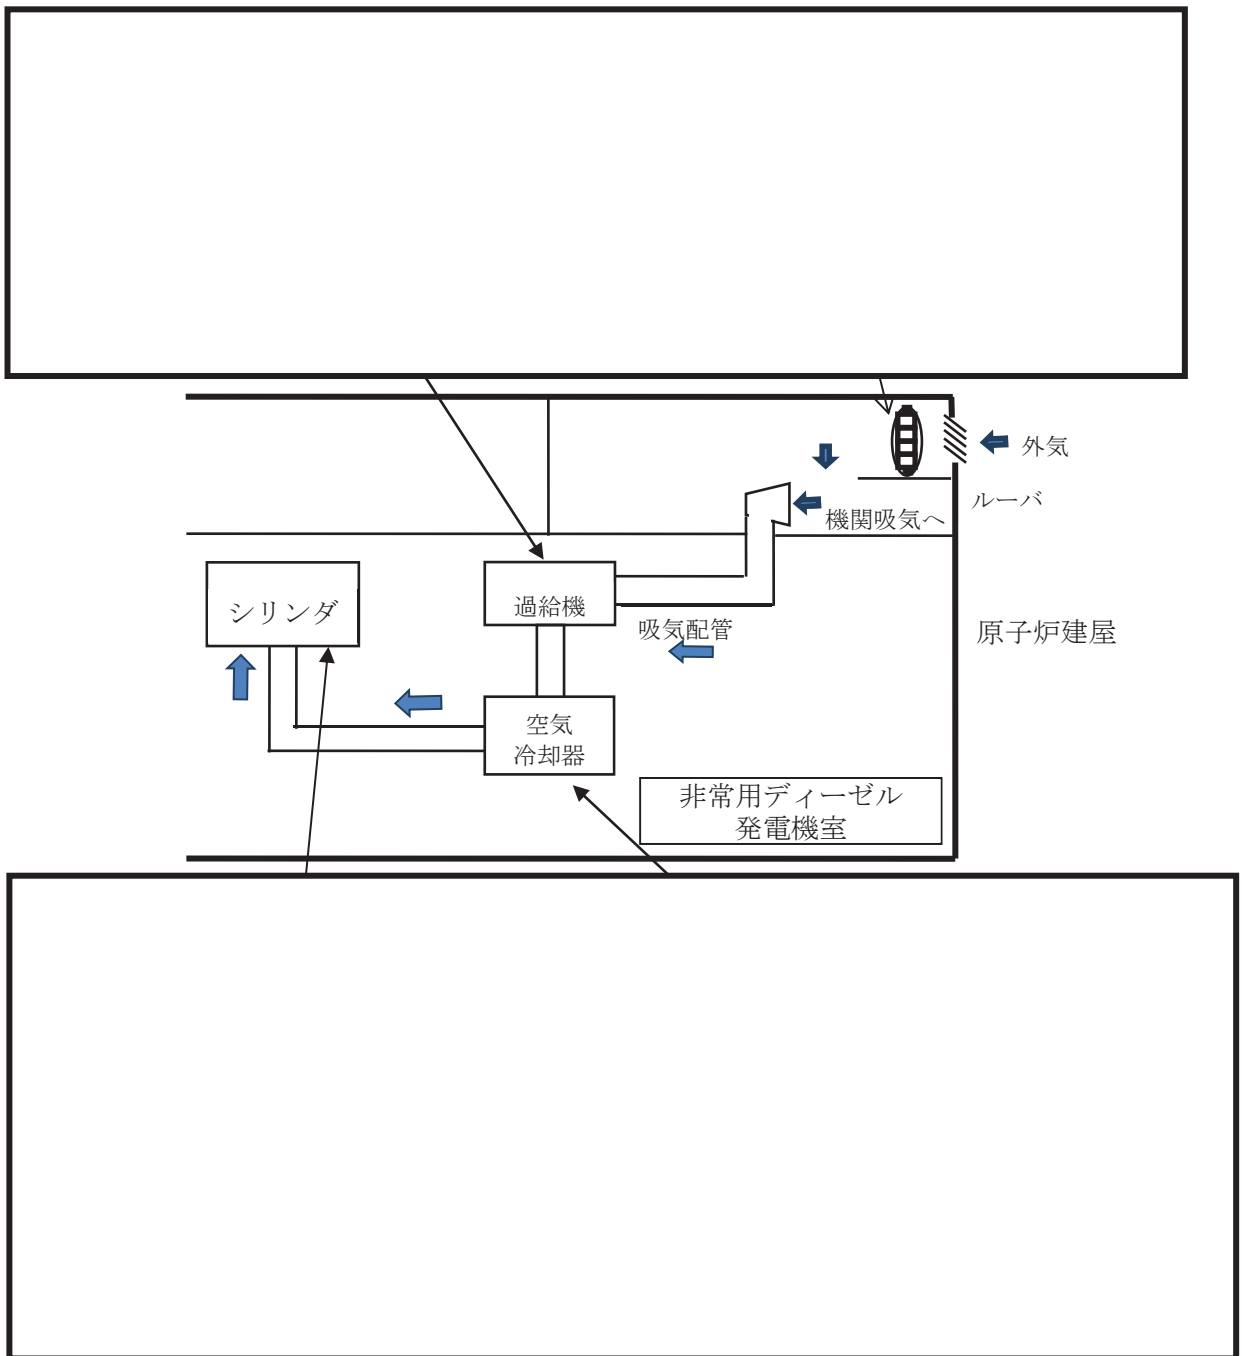 外気
ルーバ
機関吸気へ
シリンダ
過給機
吸気配管
原子炉建屋
空気
冷却器
非常用ディーゼル
発電機室